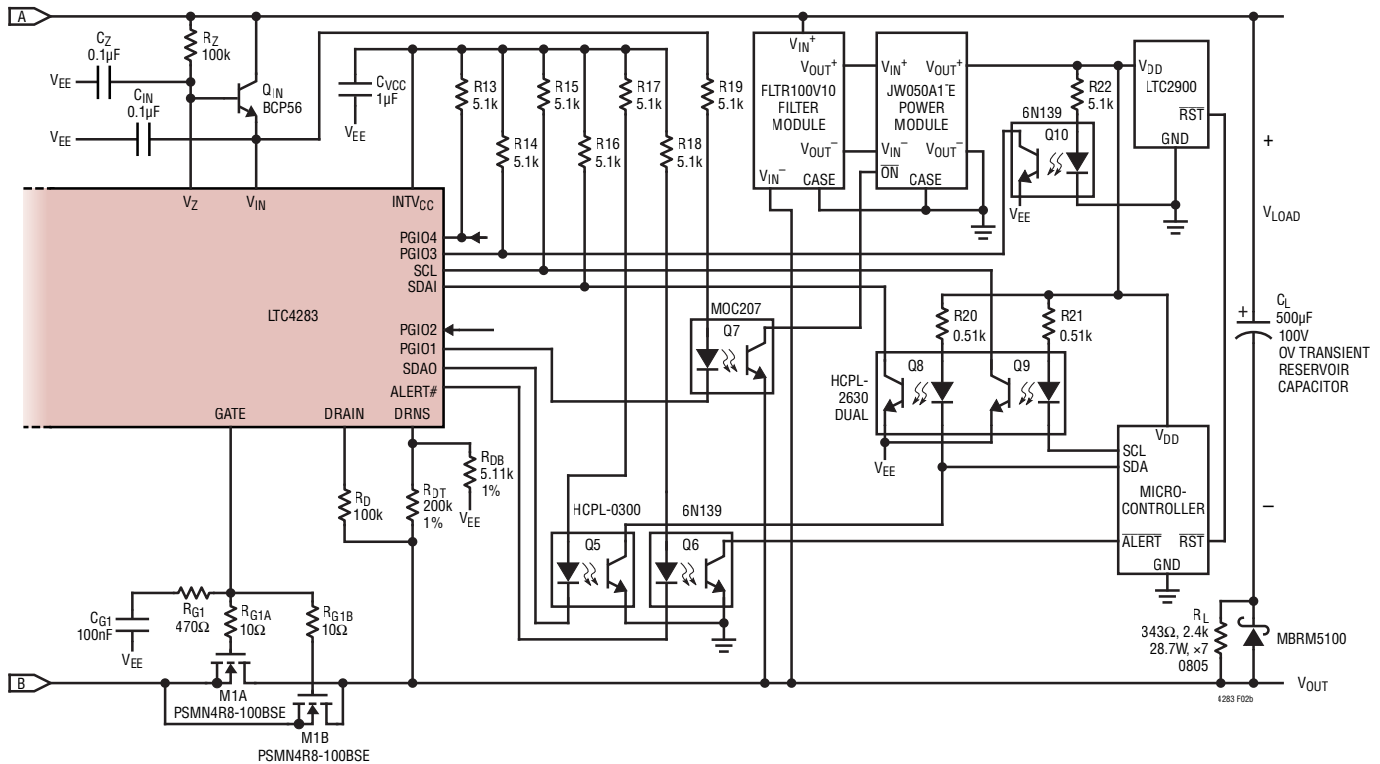 A
C_Z
0.1µF
R_Z
100k
V_EE
C_IN
0.1µF
V_EE
Q_IN
BCP56
C_VCC
1µF
V_EE
R13
5.1k
R14
5.1k
R15
5.1k
R16
5.1k
R17
5.1k
R18
5.1k
R19
5.1k
V_IN+
V_OUT+
FLTR100V10
FILTER
MODULE
V_OUT−
V_IN−
CASE
V_IN+
V_OUT+
JW050A1-E
POWER
MODULE
V_IN−
V_OUT−
ON
CASE
R22
5.1k
6N139
Q10
V_EE
V_DD
LTC2900
RST
GND
+
V_LOAD
−
V_Z
V_IN
INTV_CC
PGIO4
PGIO3
SCL
SDAI
LTC4283
PGIO2
PGIO1
SDAO
ALERT#
GATE
DRAIN
DRNS
MOC207
Q7
R20
0.51k
R21
0.51k
HCPL-
2630
DUAL
Q8
Q9
V_EE
+
C_L
500µF
100V
OV TRANSIENT
RESERVOIR
CAPACITOR
V_DD
SCL
SDA
MICRO-
CONTROLLER
ALERT
RST
GND
R_D
100k
R_DT
200k
1%
R_DB
5.11k
1%
V_EE
HCPL-0300
Q5
6N139
Q6
C_G1
100nF
V_EE
R_G1
470Ω
R_G1A
10Ω
R_G1B
10Ω
R_L
343Ω, 2.4k
28.7W, ×7
0805
MBRM5100
B
M1A
PSMN4R8-100BSE
M1B
PSMN4R8-100BSE
V_OUT
4283 F02b